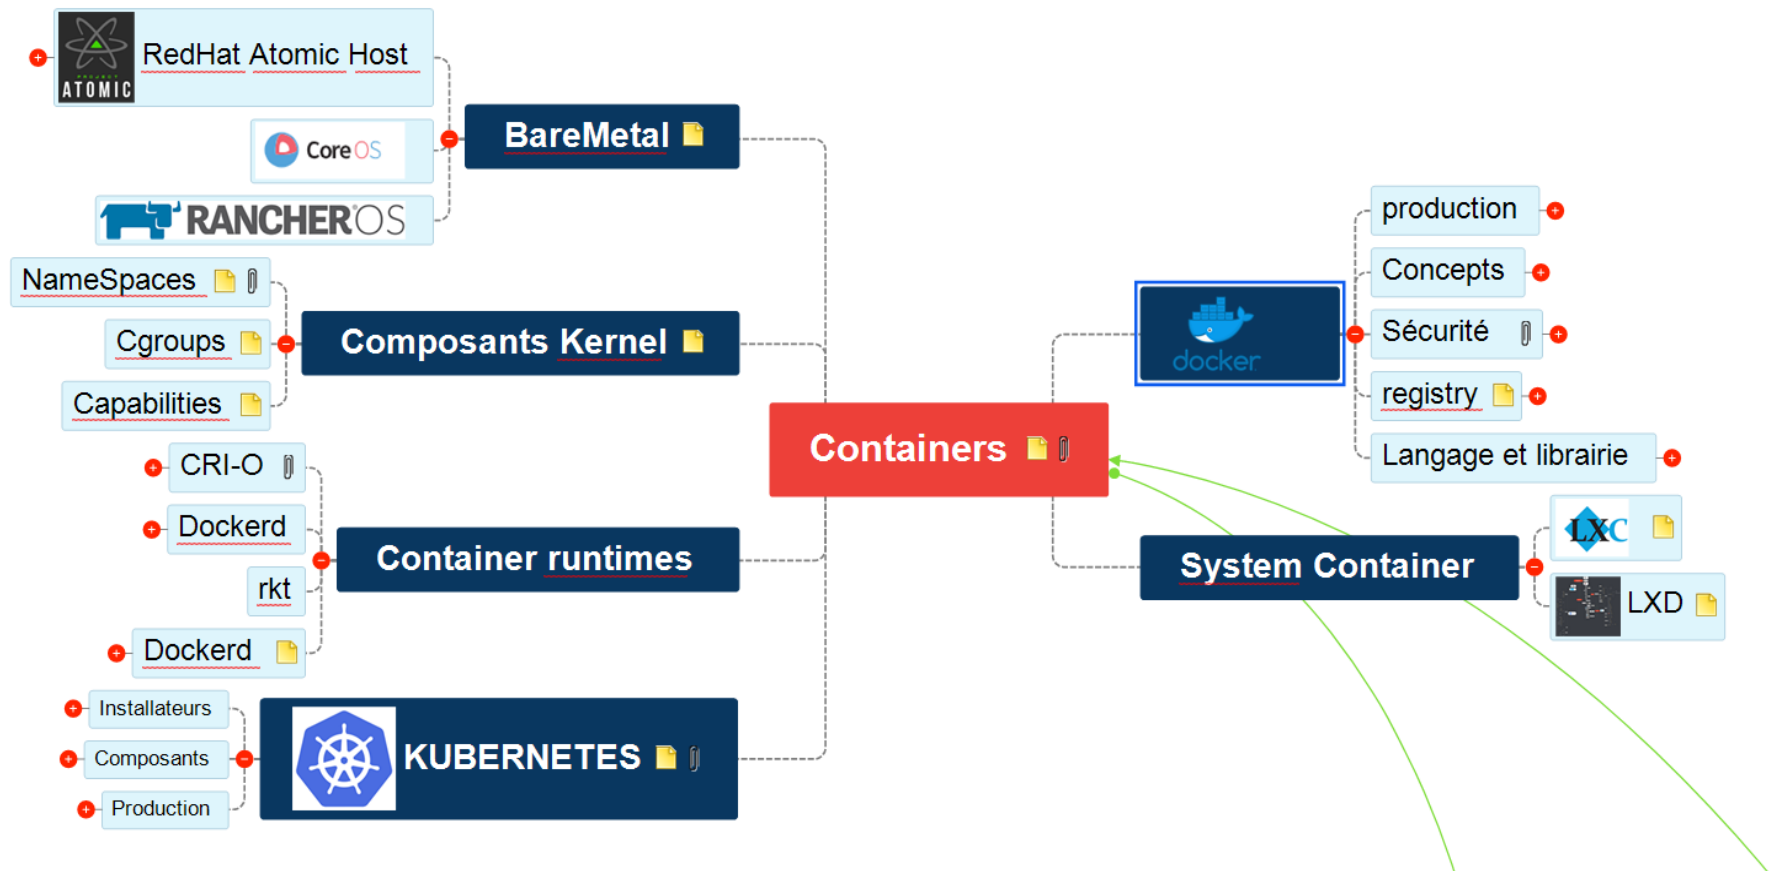 PROJECT
ATOMIC
RedHat Atomic Host
CoreOS
RANCHEROS
BareMetal
NameSpaces
Cgroups
Capabilities
Composants Kernel
CRI-O
Dockerd
rkt
Dockerd
Container runtimes
Installateurs
Composants
Production
KUBERNETES
Containers
docker
production
Concepts
Sécurité
registry
Langage et librairie
System Container
LXC
LXD